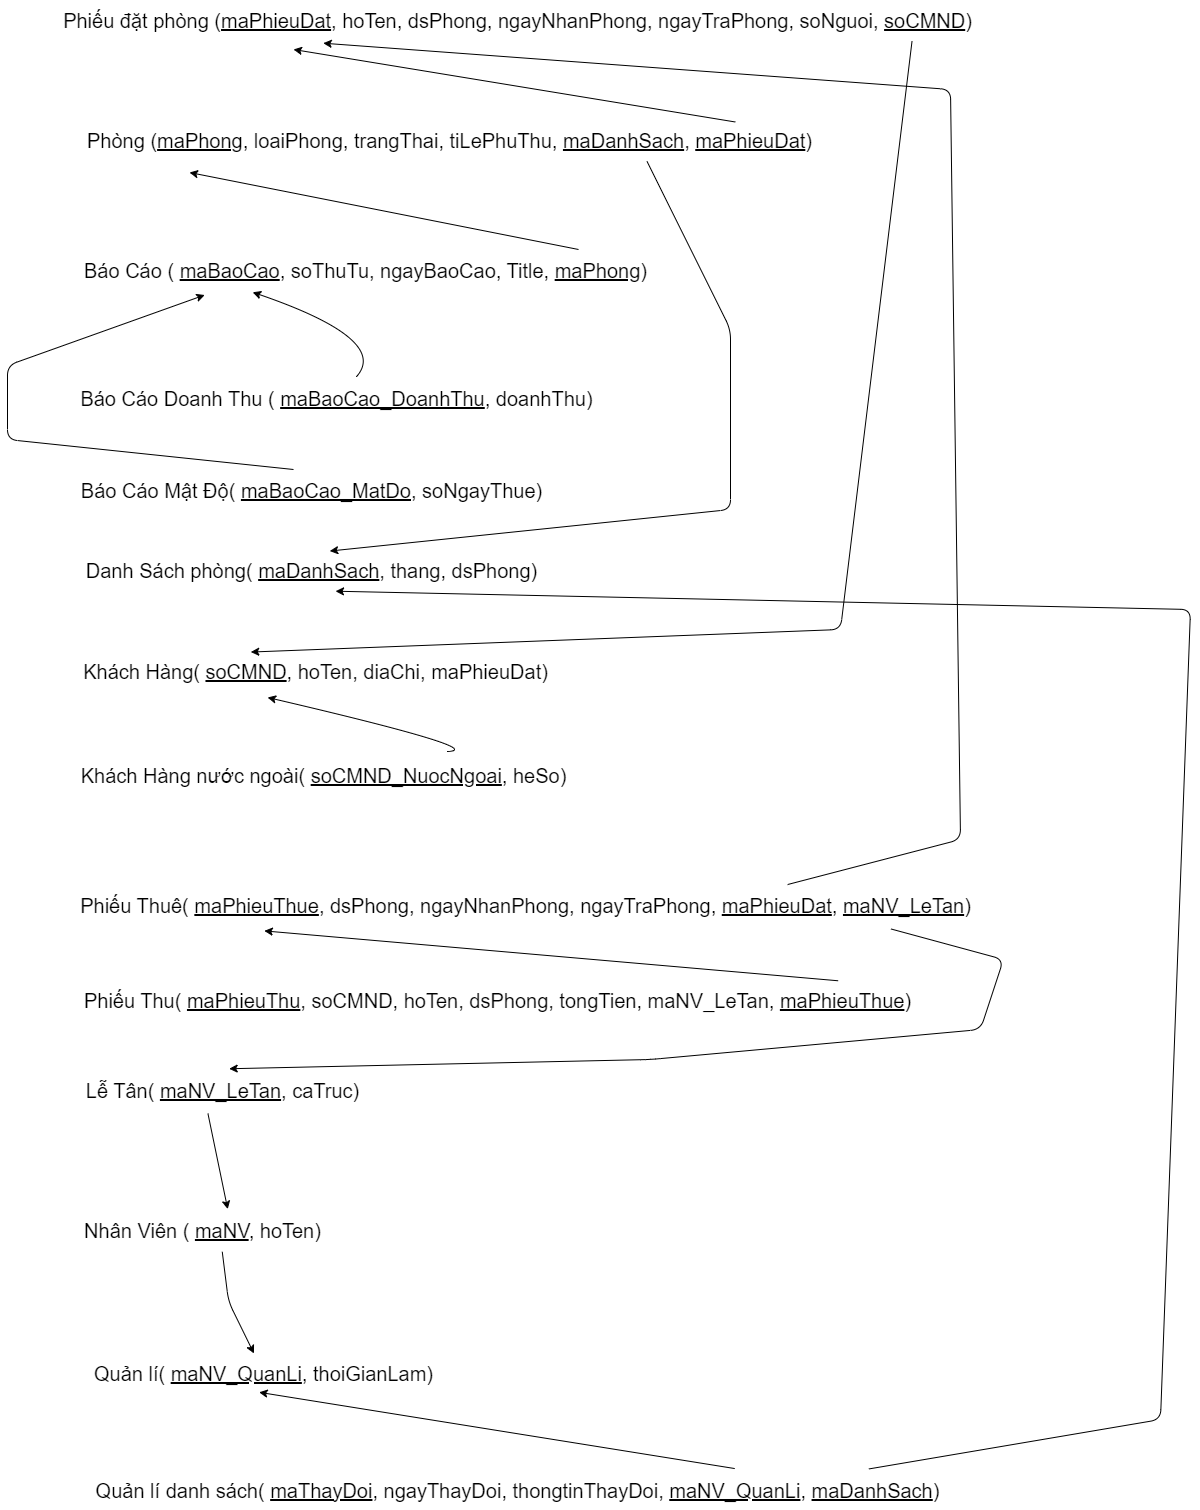 Phiếu đặt phòng (maPhieuDat, hoTen, dsPhong, ngayNhanPhong, ngayTraPhong, soNguoi, soCMND)
Phòng (maPhong, loaiPhong, trangThai, tiLePhuThu, maDanhSach, maPhieuDat)
Báo Cáo ( maBaoCao, soThuTu, ngayBaoCao, Title, maPhong)
Báo Cáo Doanh Thu ( maBaoCao_DoanhThu, doanhThu)
Báo Cáo Mật Độ( maBaoCao_MatDo, soNgayThue)
Danh Sách phòng( maDanhSach, thang, dsPhong)
Khách Hàng( soCMND, hoTen, diaChi, maPhieuDat)
Khách Hàng nước ngoài( soCMND_NuocNgoai, heSo)
Phiếu Thuê( maPhieuThue, dsPhong, ngayNhanPhong, ngayTraPhong, maPhieuDat, maNV_LeTan)
Phiếu Thu( maPhieuThu, soCMND, hoTen, dsPhong, tongTien, maNV_LeTan, maPhieuThue)
Lễ Tân( maNV_LeTan, caTruc)
Nhân Viên ( maNV, hoTen)
Quản lí( maNV_QuanLi, thoiGianLam)
Quản lí danh sách( maThayDoi, ngayThayDoi, thongtinThayDoi, maNV_QuanLi, maDanhSach)